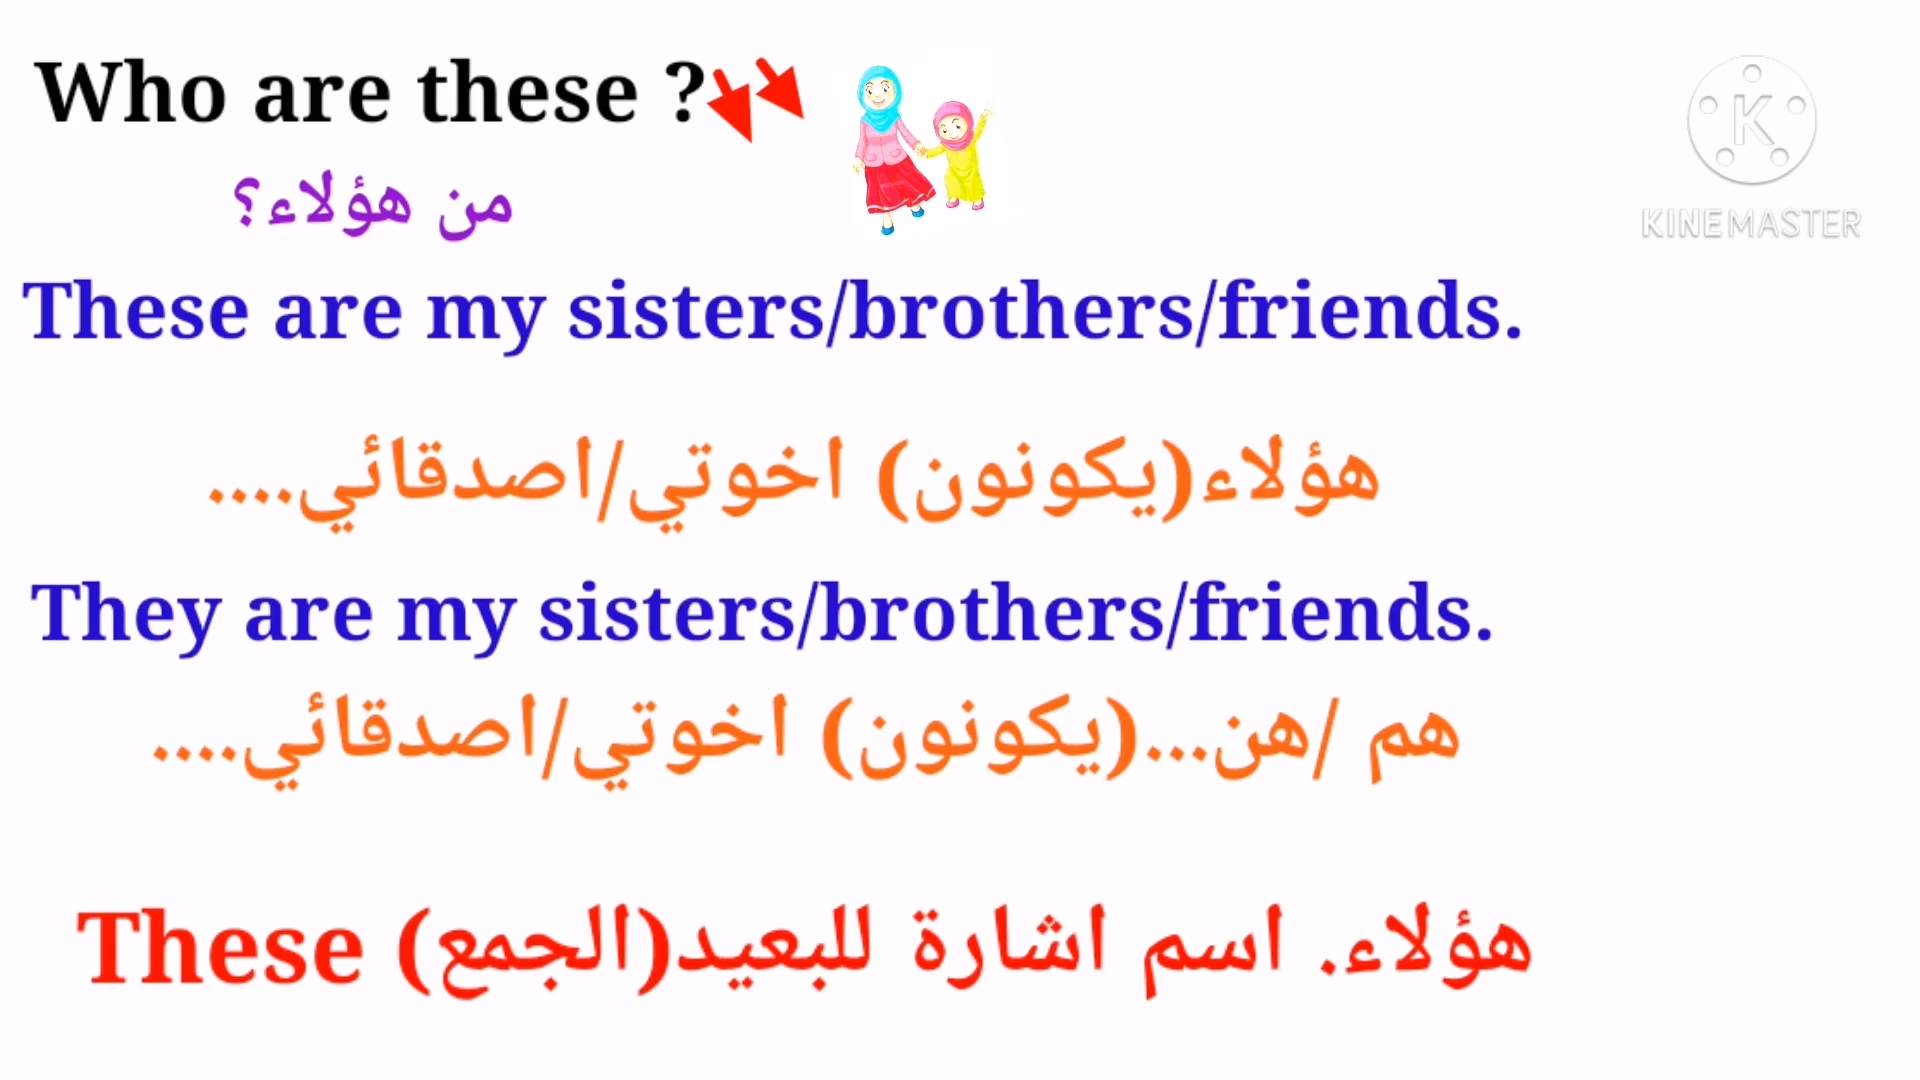 Who are these ?
من هؤلاء؟
These are my sisters/brothers/friends.
هؤلاء(يكونون) اخوتي/اصدقائي....
They are my sisters/brothers/friends.
هم /هن...(يكونون) اخوتي/اصدقائي....
These هؤلاء. اسم اشارة للبعيد(الجمع)
K
KINEMASTER